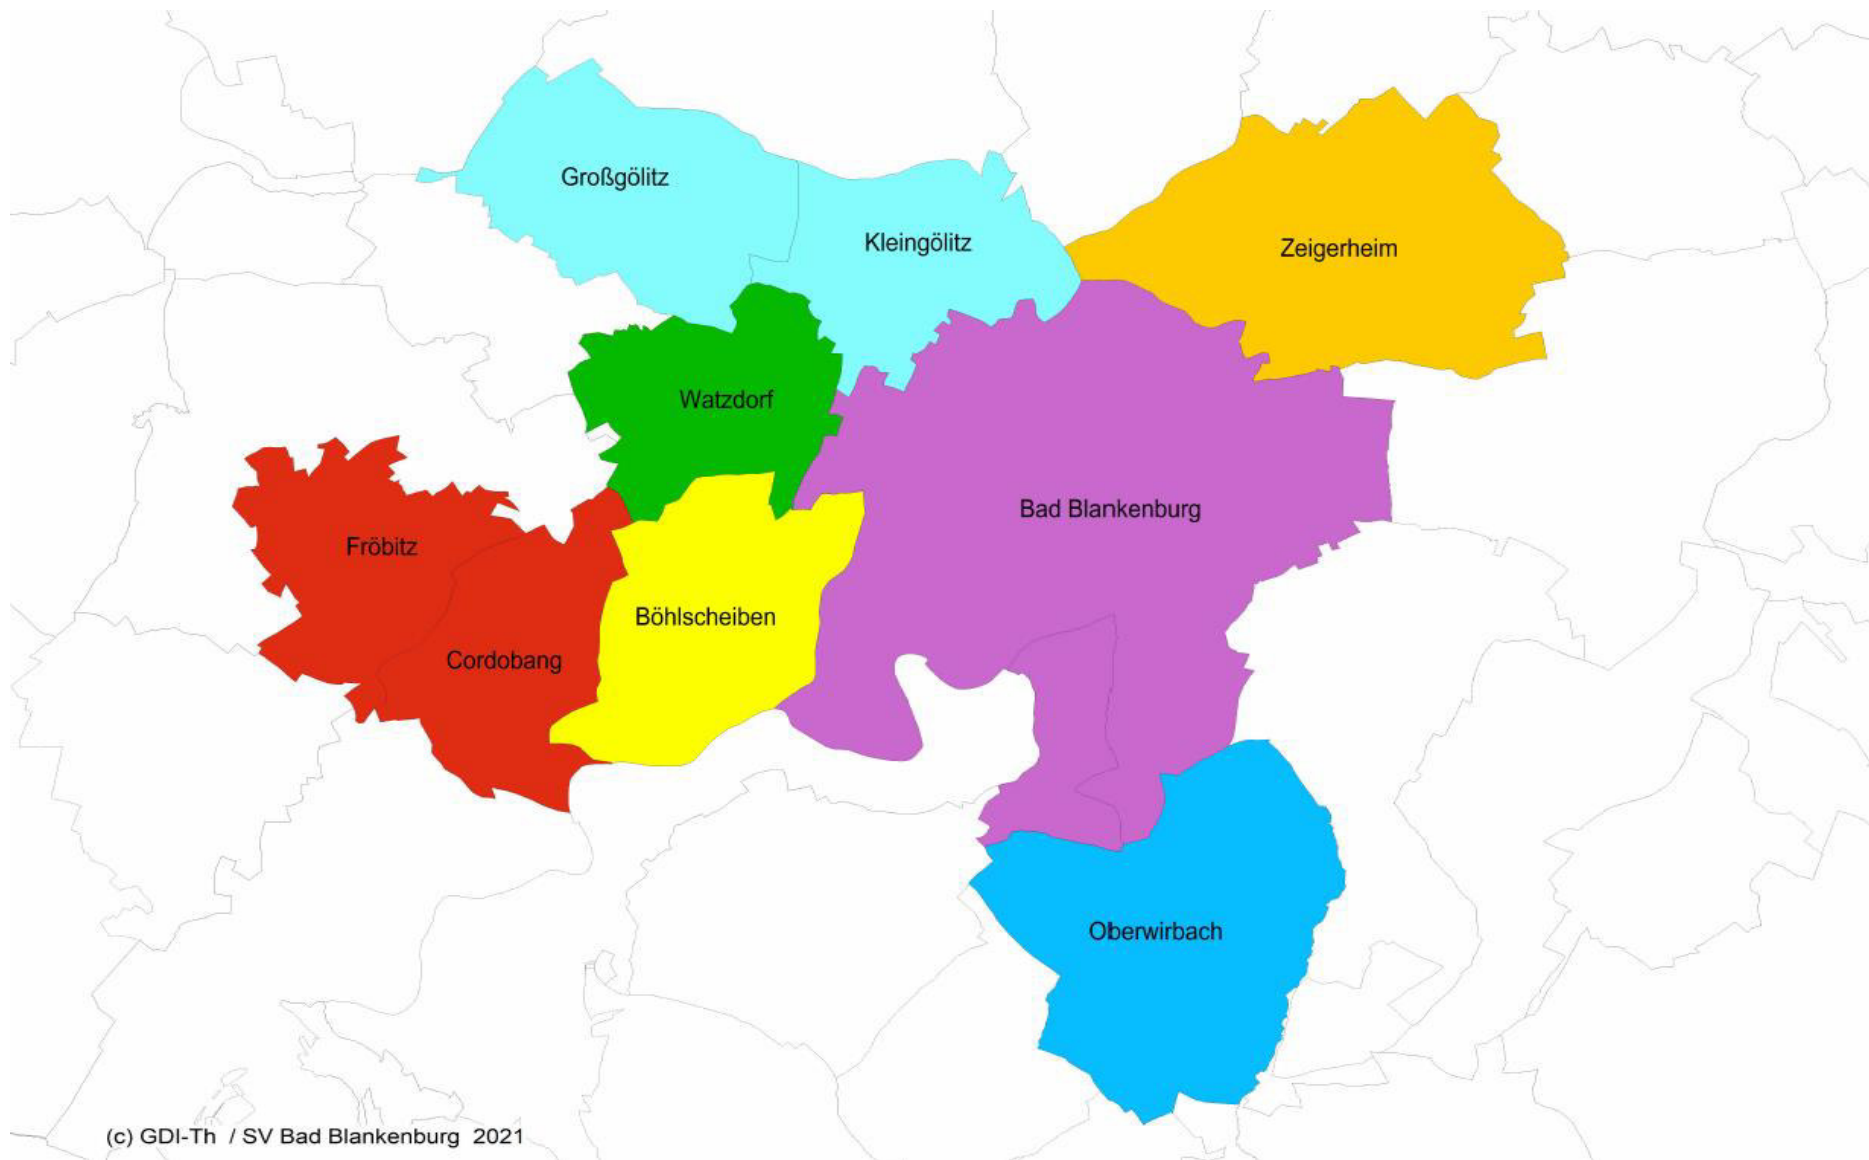 Großgölitz
Kleingölitz
Zeigerheim
Watzdorf
Bad Blankenburg
Fröbitz
Böhlscheiben
Cordobang
Oberwirbach
(c) GDI-Th / SV Bad Blankenburg 2021